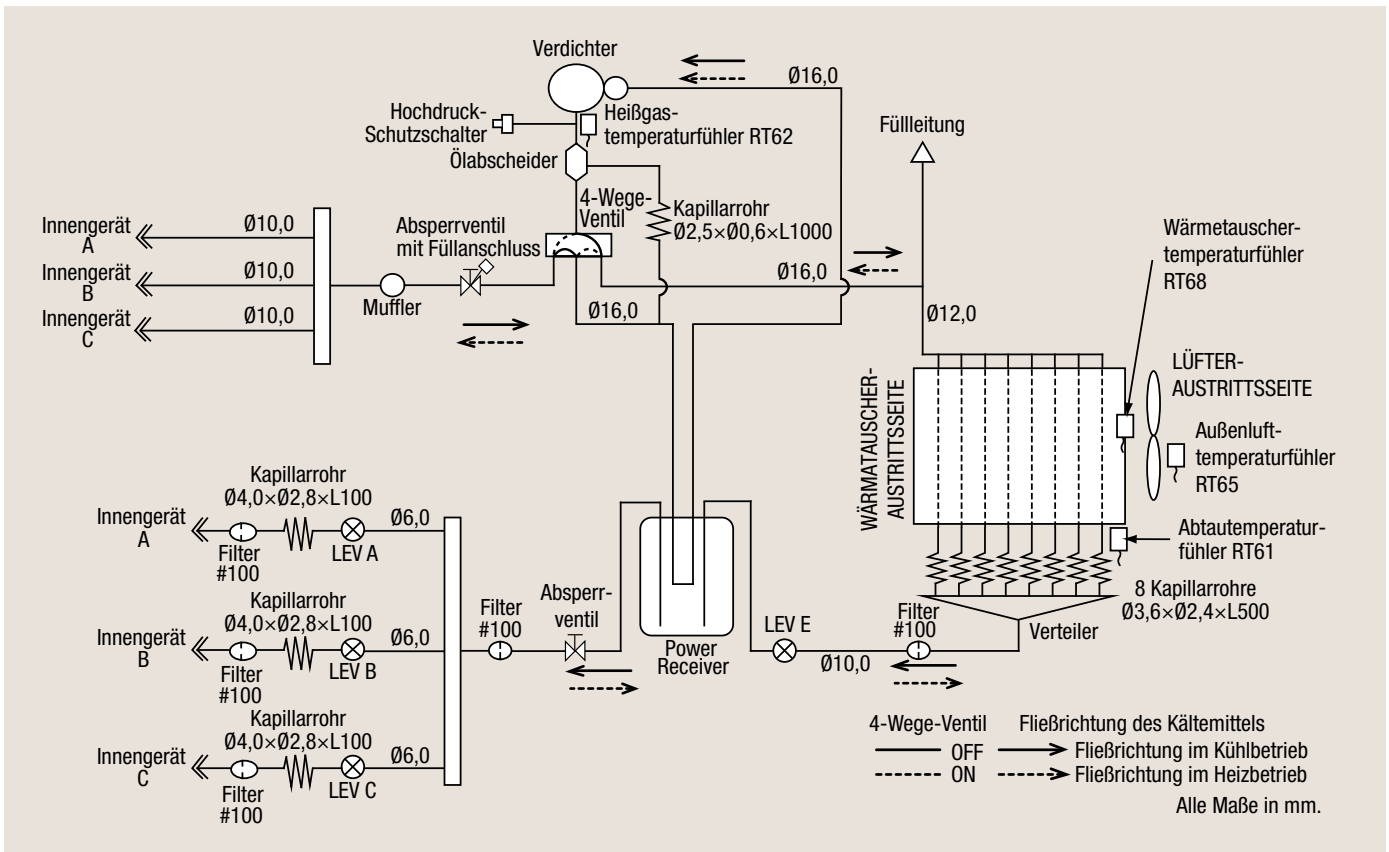 Verdichter
Ø16,0
Hochdruck-
Schutzschalter
Heißgas-
temperaturfühler RT62
Ölabscheider
Füllleitung
4-Wege-
Ventil
Kapillarrohr
Ø2,5×Ø0,6×L1000
Absperrventil
mit Füllanschluss
Innengerät
A
Ø10,0
Innengerät
B
Ø10,0
Innengerät
C
Ø10,0
Muffler
Ø16,0
Ø16,0
Ø12,0
Wärmetauscher-
temperaturfühler
RT68
WÄRMATAUSCHER-
AUSTRITTSSEITE
LÜFTER-
AUSTRITTSSEITE
Außenluft-
temperaturfühler
RT65
Abtautemperatur-
fühler RT61
8 Kapillarrohre
Ø3,6×Ø2,4×L500
Verteiler
Filter
#100
Ø10,0
LEV E
Power
Receiver
Absperr-
ventil
Filter
#100
Innengerät
A
Kapillarrohr
Ø4,0×Ø2,8×L100
Ø6,0
Filter
#100
LEV A
Innengerät
B
Kapillarrohr
Ø4,0×Ø2,8×L100
Ø6,0
Filter
#100
LEV B
Innengerät
C
Kapillarrohr
Ø4,0×Ø2,8×L100
Ø6,0
Filter
#100
LEV C
4-Wege-Ventil Fließrichtung des Kältemittels
OFF Fließrichtung im Kühlbetrieb
ON Fließrichtung im Heizbetrieb
Alle Maße in mm.